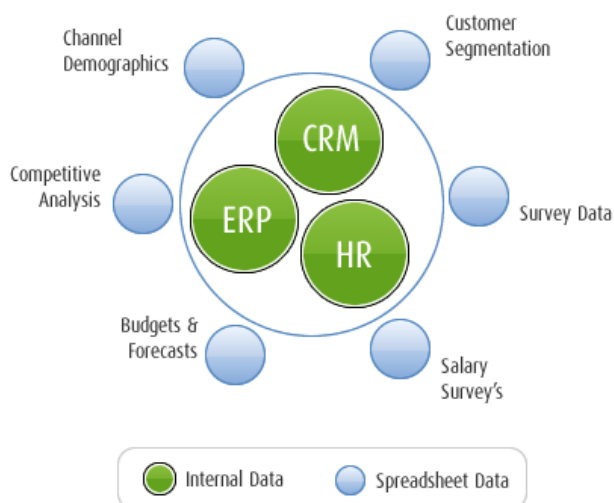 Channel
Demographics
Customer
Segmentation
CRM
Competitive
Analysis
ERP
Survey Data
HR
Budgets &
Forecasts
Salary
Survey's
Internal Data
Spreadsheet Data